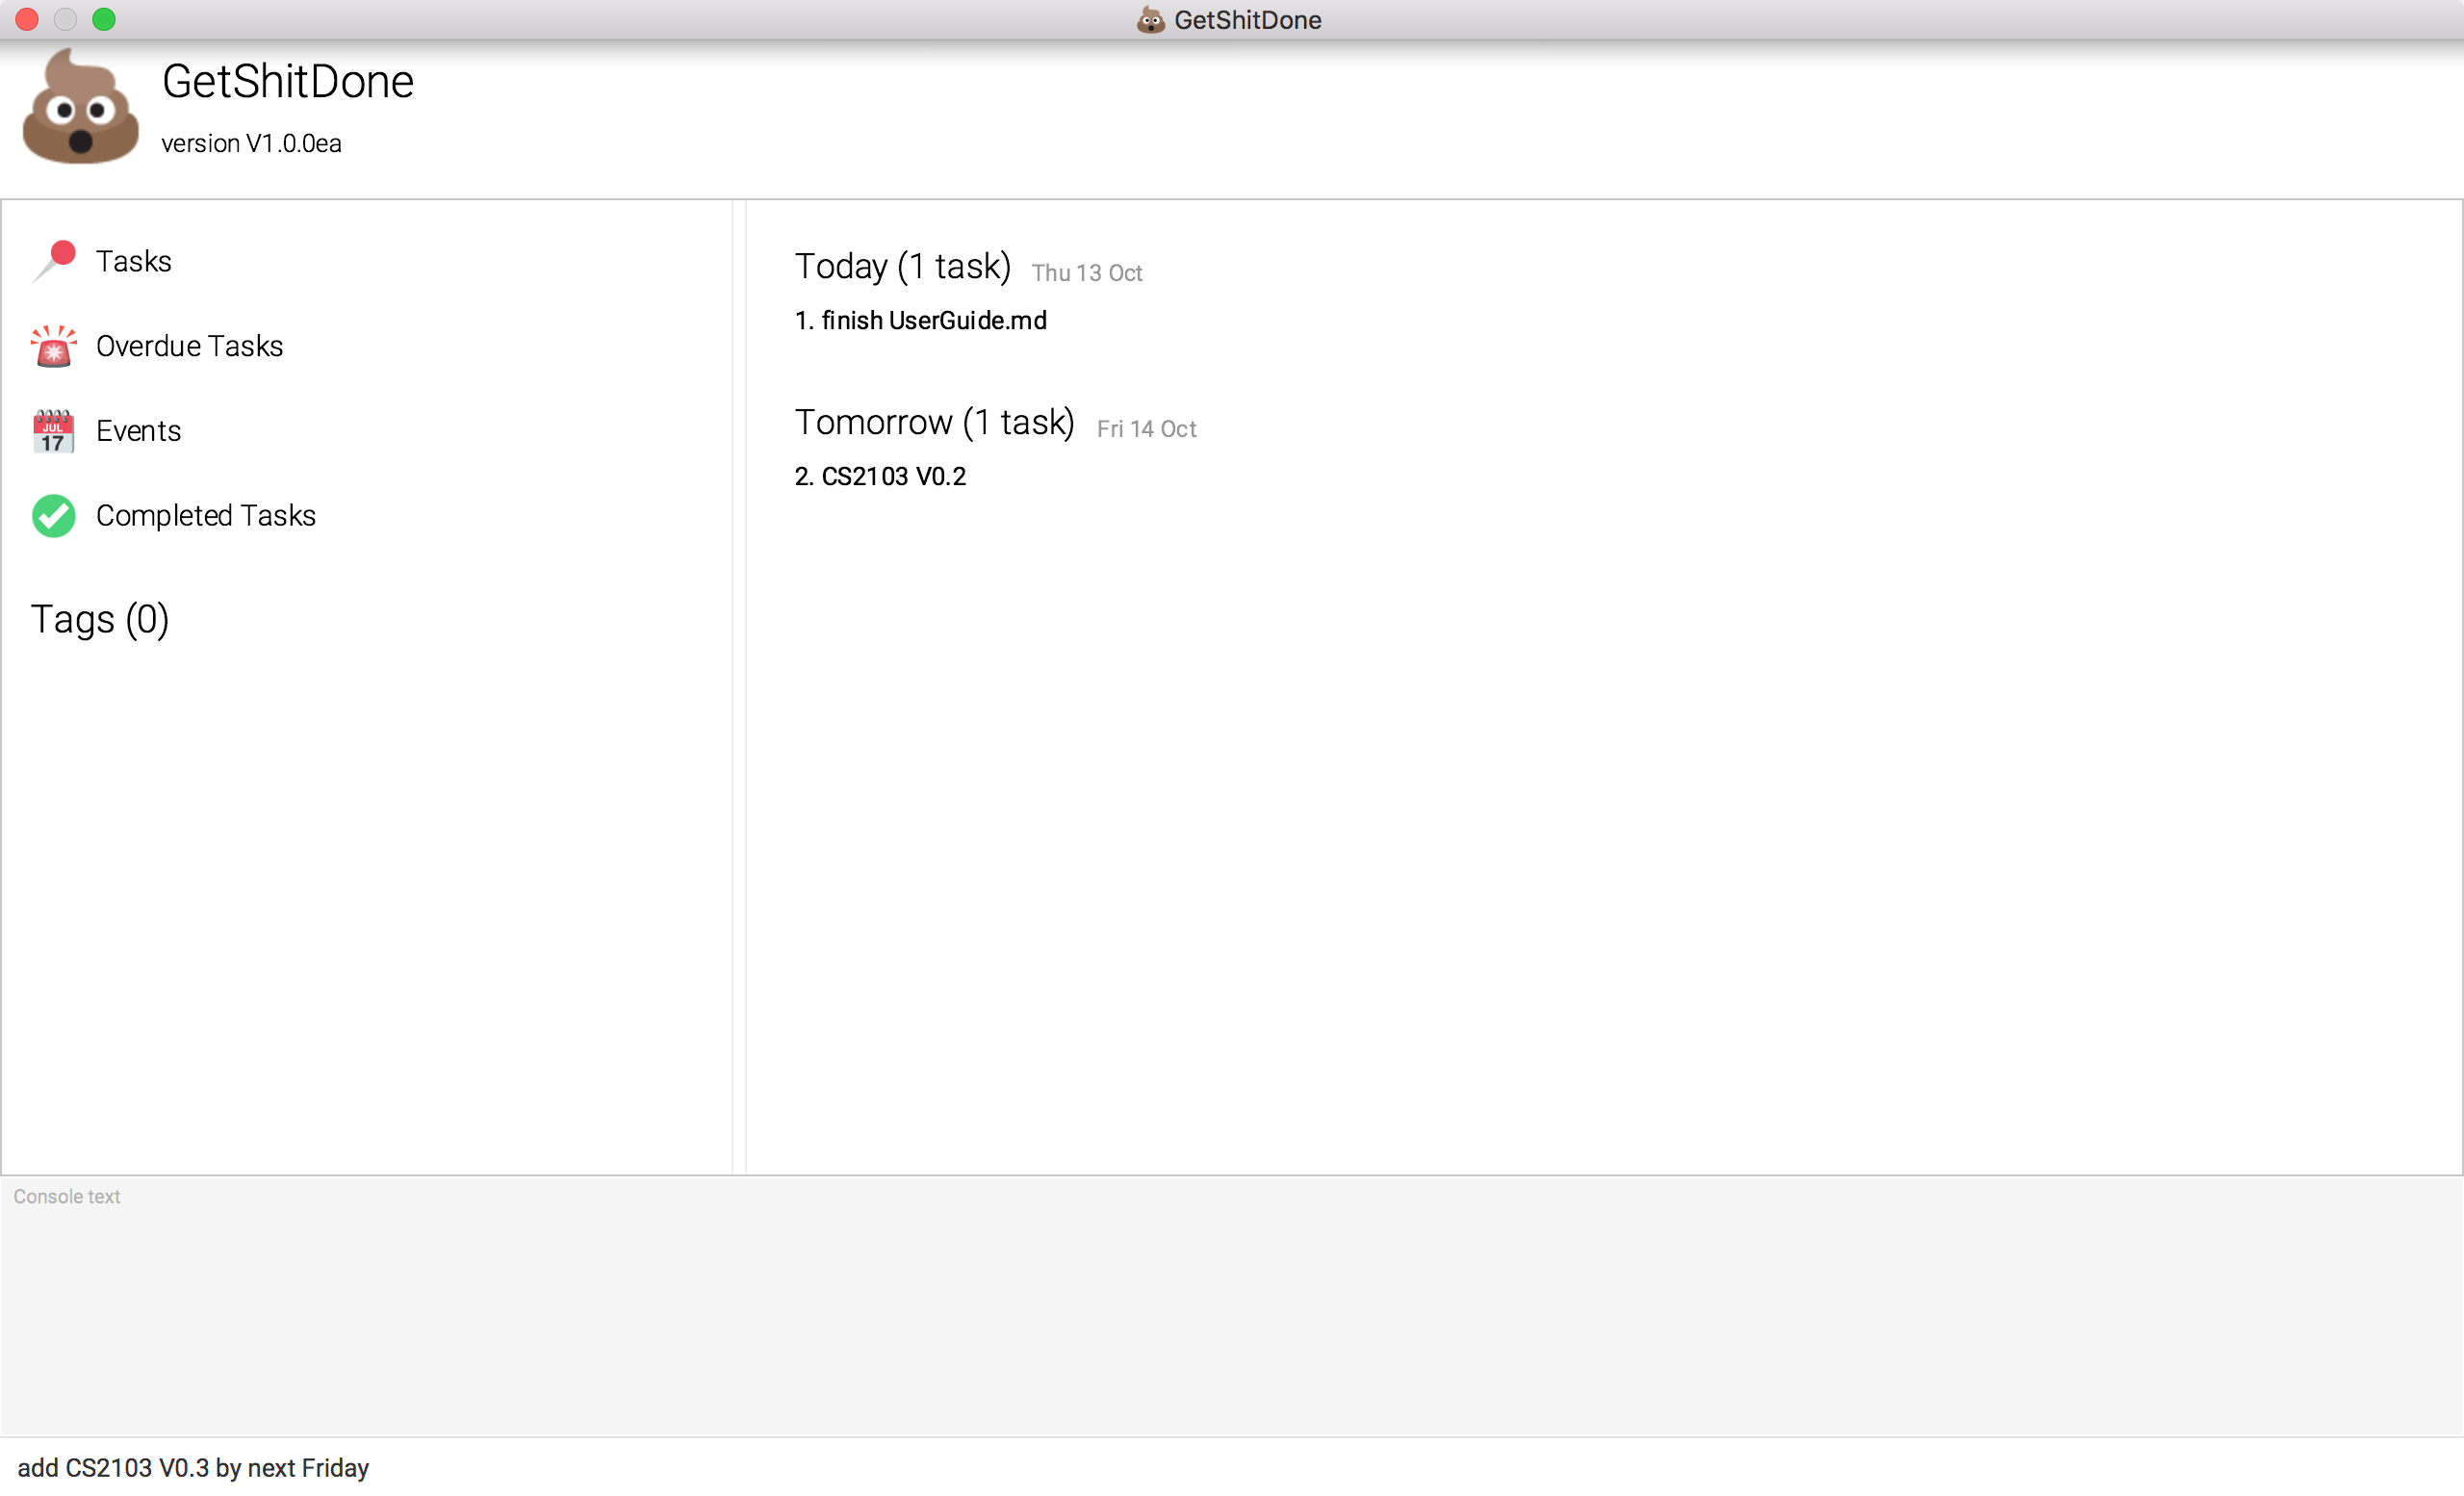 GetShitDone
GetShitDone
version V1.0.0ea
Tasks
Overdue Tasks
JUL
17
Events
Completed Tasks
Tags (0)
Today (1 task) Thu 13 Oct
1. finish UserGuide.md
Tomorrow (1 task) Fri 14 Oct
2. CS2103 V0.2
Console text
add CS2103 V0.3 by next Friday